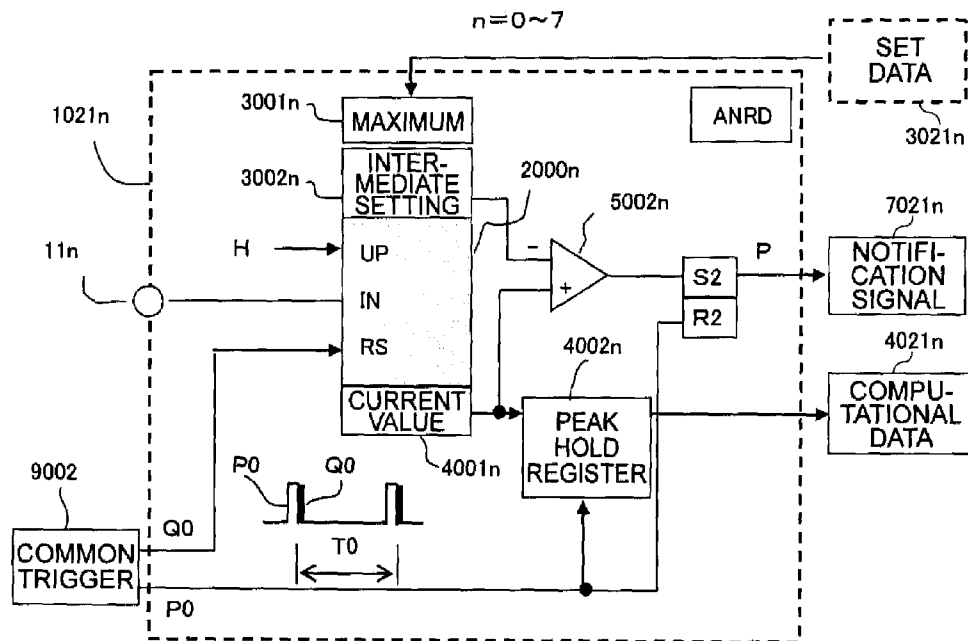 n=0~7
SET
DATA
3021n
1021n
3001n
MAXIMUM
ANRD
3002n
INTER-
MEDIATE
SETTING
2000n
5002n
7021n
H
UP
−
+
S2
R2
P
NOTIFI-
CATION
SIGNAL
11n
IN
RS
4002n
4021n
CURRENT
VALUE
4001n
PEAK
HOLD
REGISTER
COMPU-
TATIONAL
DATA
9002
P0
Q0
COMMON
TRIGGER
Q0
T0
P0